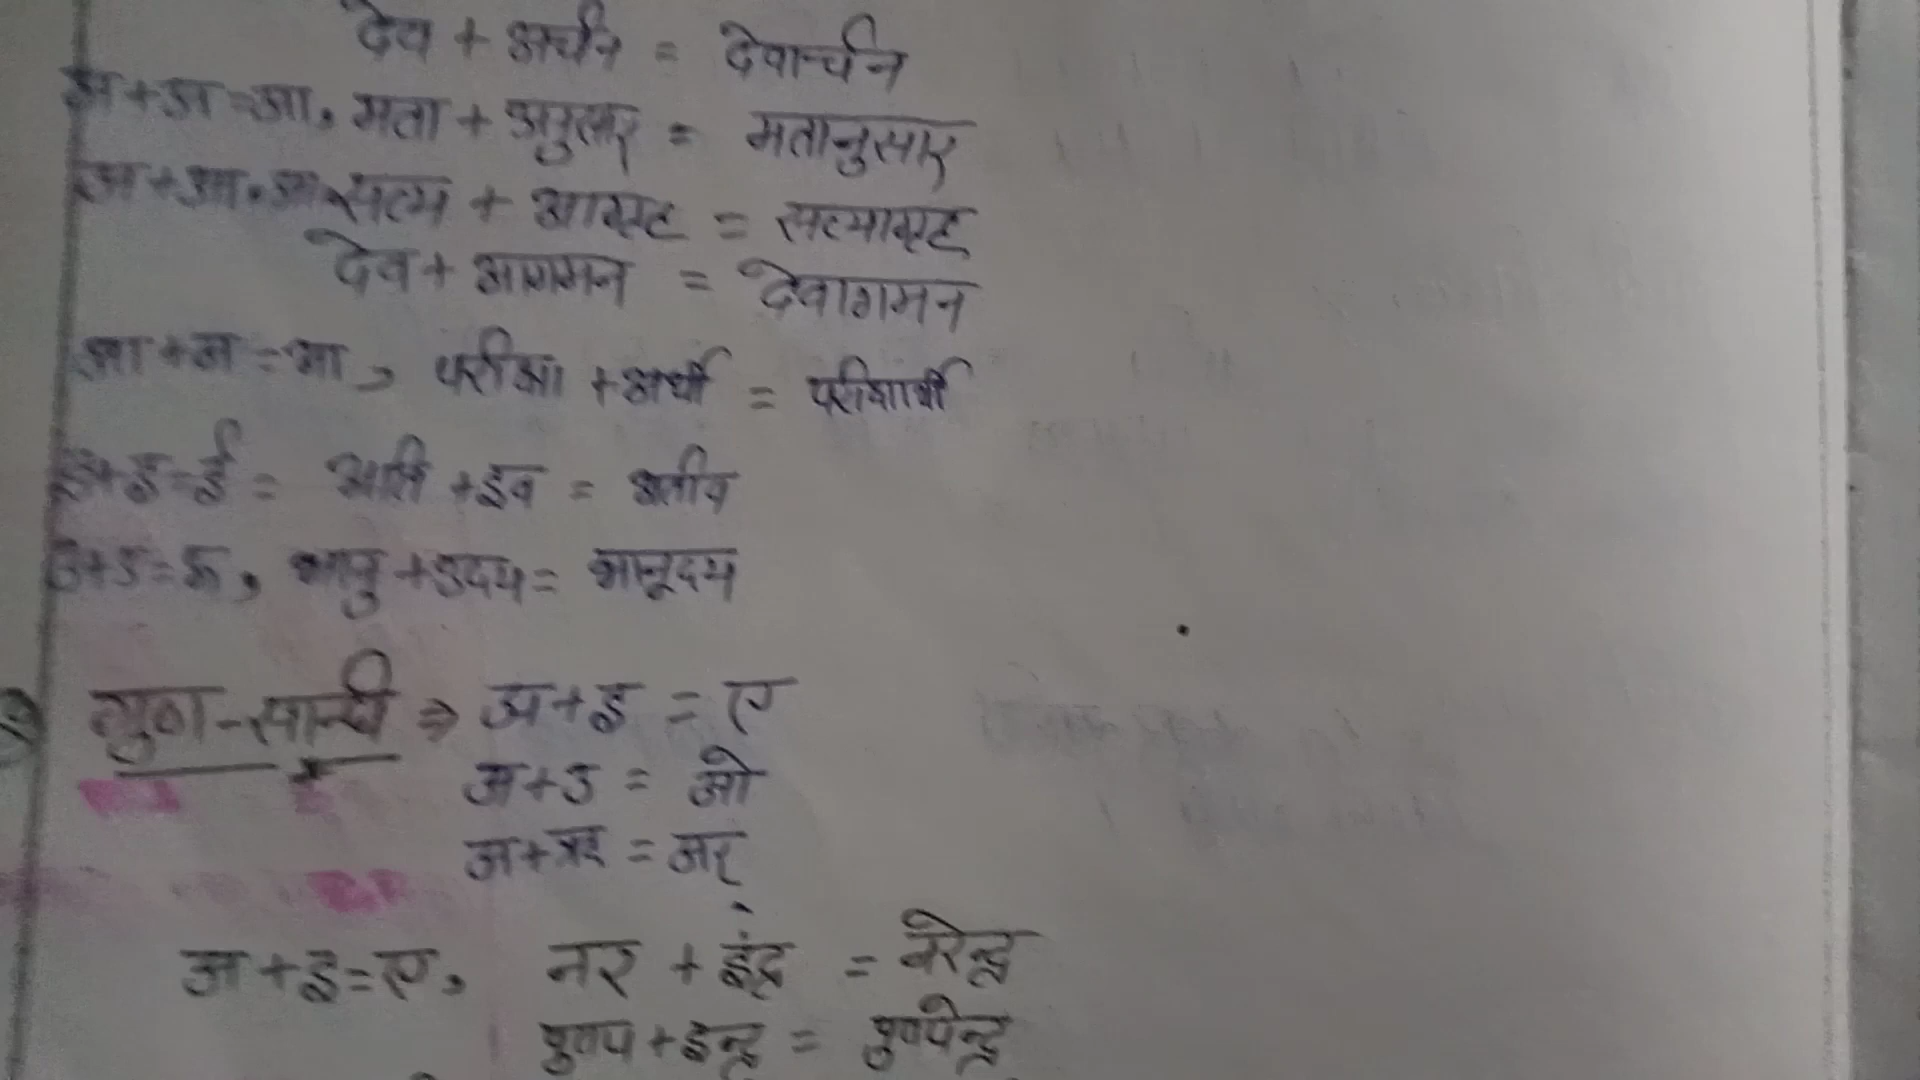 देव + अर्चन = देवार्चन
अ+अ=आ, मता + अनुसार = मतानुसार
अ+आ=आ सत्य + आग्रह = सत्याग्रह
देव + आगमन = देवागमन
आ+अ=आ, परीक्षा + अर्थी = परीक्षार्थी
इ+इ=ई = अति + इव = अतीव
उ+उ=ऊ, भानु + उदय = भानूदय
गुण-सन्धि ⇒ अ+इ = ए
अ+उ = ओ
अ+ऋ = अर्
अ+इ=ए, नर + इंद्र = नरेन्द्र
पुष्प + इन्द्र = पुष्पेन्द्र